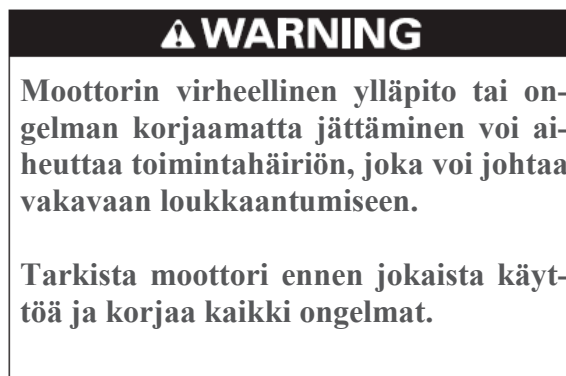 WARNING
Moottorin virheellinen ylläpito tai on-
gelman korjaamatta jättäminen voi ai-
heuttaa toimintahäiriön, joka voi johtaa
vakavaan loukkaantumiseen.
Tarkista moottori ennen jokaista käyt-
töä ja korjaa kaikki ongelmat.